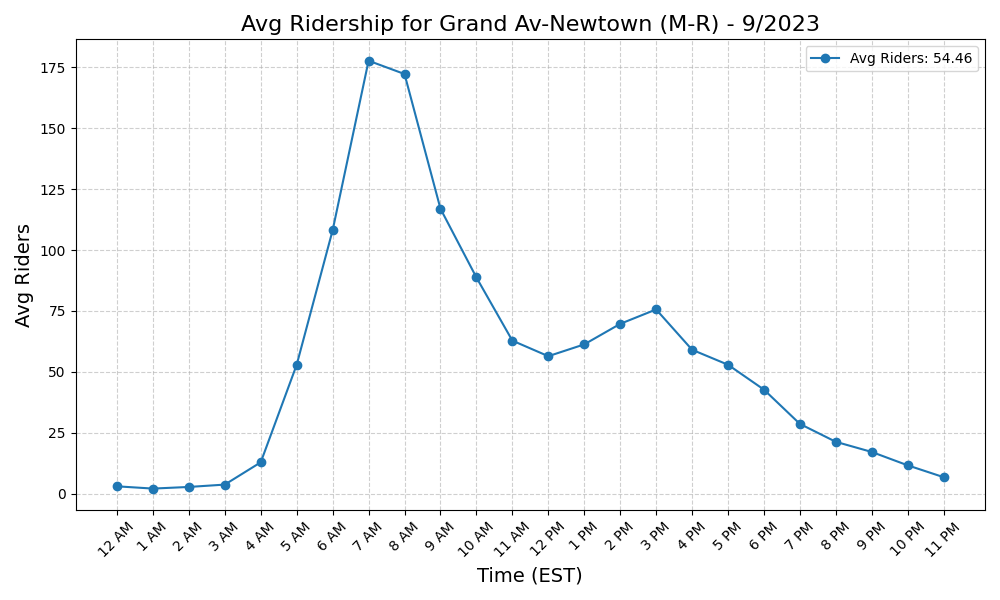 Avg Ridership for Grand Av-Newtown (M-R) - 9/2023
Avg Riders: 54.46
Avg Riders
175
150
125
100
75
50
25
0
12 AM
1 AM
2 AM
3 AM
4 AM
5 AM
6 AM
7 AM
8 AM
9 AM
10 AM
11 AM
12 PM
1 PM
2 PM
3 PM
4 PM
5 PM
6 PM
7 PM
8 PM
9 PM
10 PM
11 PM
Time (EST)